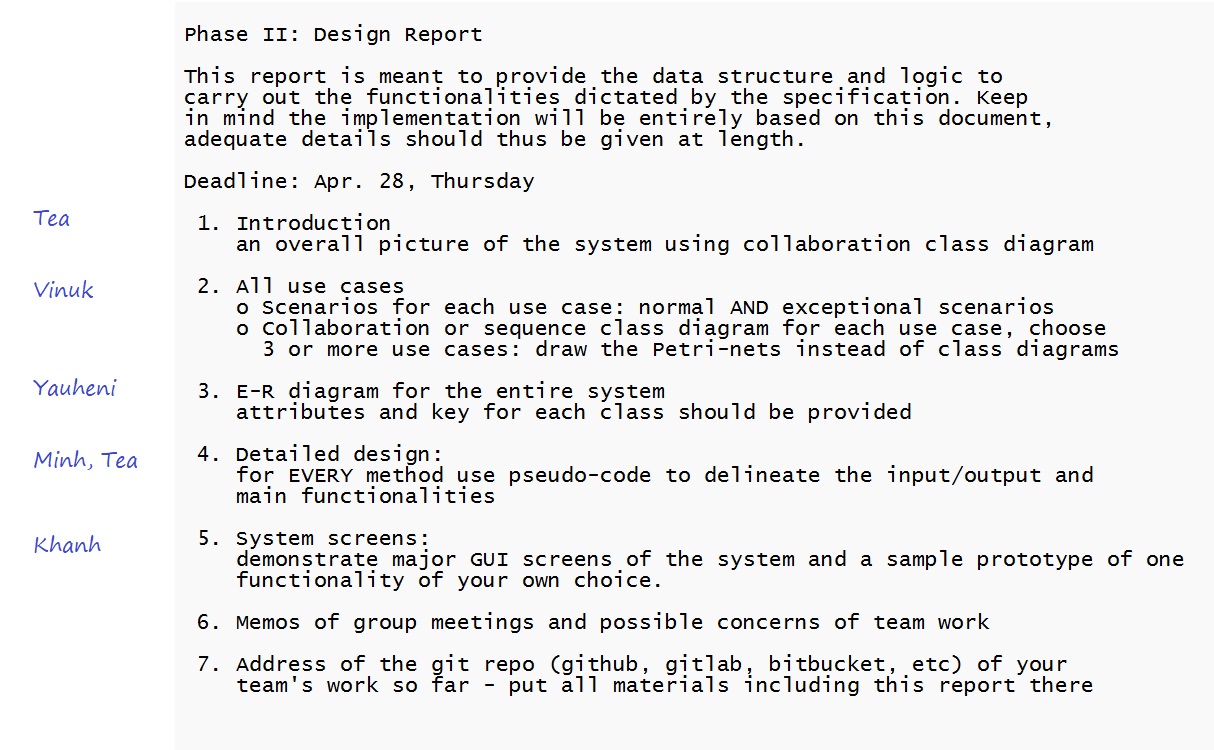 Phase II: Design Report
This report is meant to provide the data structure and logic to
carry out the functionalities dictated by the specification. Keep
in mind the implementation will be entirely based on this document,
adequate details should thus be given at length.
Deadline: Apr. 28, Thursday
Tea
1. Introduction
an overall picture of the system using collaboration class diagram
Vinuk
2. All use cases
o Scenarios for each use case: normal AND exceptional scenarios
o Collaboration or sequence class diagram for each use case, choose
3 or more use cases: draw the Petri-nets instead of class diagrams
Yauheni
3. E-R diagram for the entire system
attributes and key for each class should be provided
Minh, Tea
4. Detailed design:
for EVERY method use pseudo-code to delineate the input/output and
main functionalities
Khanh
5. System screens:
demonstrate major GUI screens of the system and a sample prototype of one
functionality of your own choice.
6. Memos of group meetings and possible concerns of team work
7. Address of the git repo (github, gitlab, bitbucket, etc) of your
team's work so far - put all materials including this report there